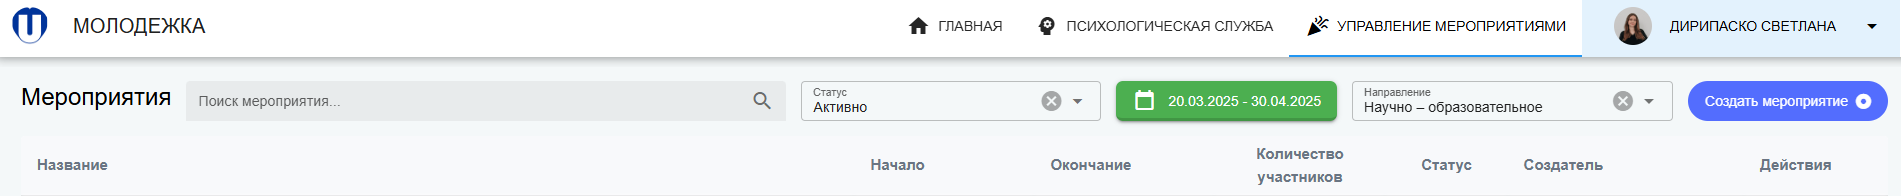 МОЛОДЕЖКА
ГЛАВНАЯ
ПСИХОЛОГИЧЕСКАЯ СЛУЖБА
УПРАВЛЕНИЕ МЕРОПРИЯТИЯМИ
ДИРИПАСКО СВЕТЛАНА
Мероприятия
Поиск мероприятия...
Статус
Активно
20.03.2025 - 30.04.2025
Направление
Научно – образовательное
Создать мероприятие
Название
Начало
Окончание
Количество
участников
Статус
Создатель
Действия